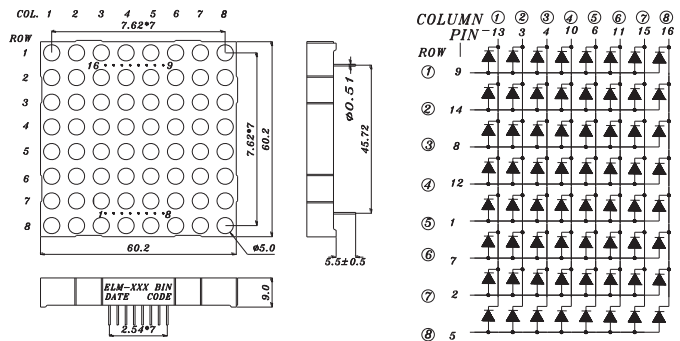 COL. 1 2 3 4 5 6 7 8
7.62*7
ROW
1
16 9
2
3
4
5
6
7
1 8
8
7.62*7
60.2
60.2
ø5.0
ø0.51
45.72
5.5±0.5
ELM-XXX BIN
DATE CODE
2.54*7
9.0
COLUMN ① ② ③ ④ ⑤ ⑥ ⑦ ⑧
PIN 13 3 4 10 6 11 15 16
ROW
① 9
② 14
③ 8
④ 12
⑤ 1
⑥ 7
⑦ 2
⑧ 5